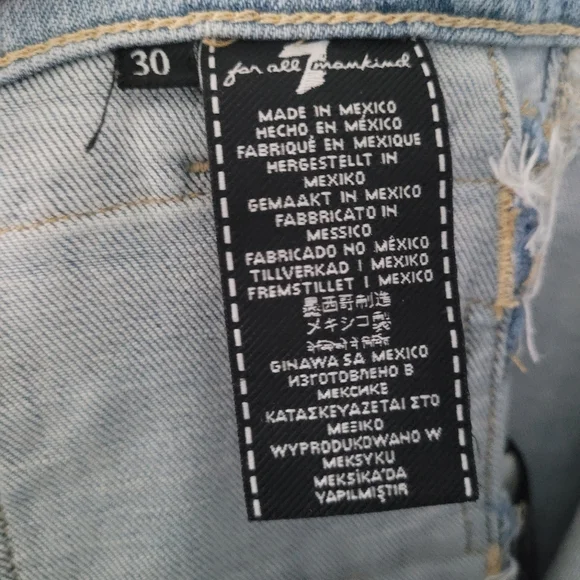 30
7
for all mankind
MADE IN MEXICO
HECHO EN MÉXICO
FABRIQUÉ EN MEXIQUE
HERGESTELLT IN
MEXIKO
GEMAAKT IN MEXICO
FABBRICATO IN
MESSICO
FABRICADO NO MÉXICO
TILLVERKAD I MEXIKO
FREMSTILLET I MEXICO
墨西哥制造
メキシコ製
GINAWA SA MEXICO
ИЗГОТОВЛЕНО В
МЕКСИКЕ
ΚΑΤΑΣΚΕΥΑΖΕΤΑΙ ΣΤΟ
ΜΕΞΙΚΟ
WYPRODUKOWANO W
MEKSYKU
MEKSİKA'DA
YAPILMIŞTIR